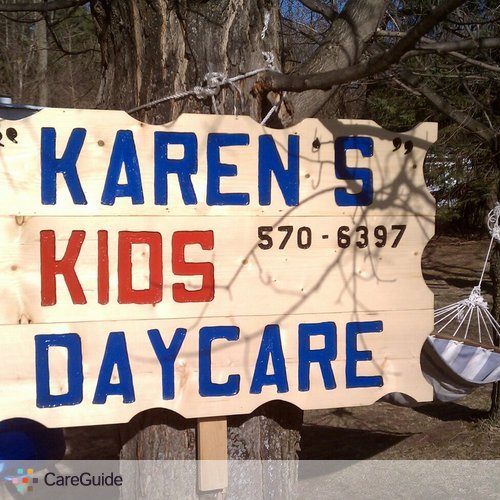 "KAREN'S"
KIDS 570-6397
DAYCARE
CareGuide